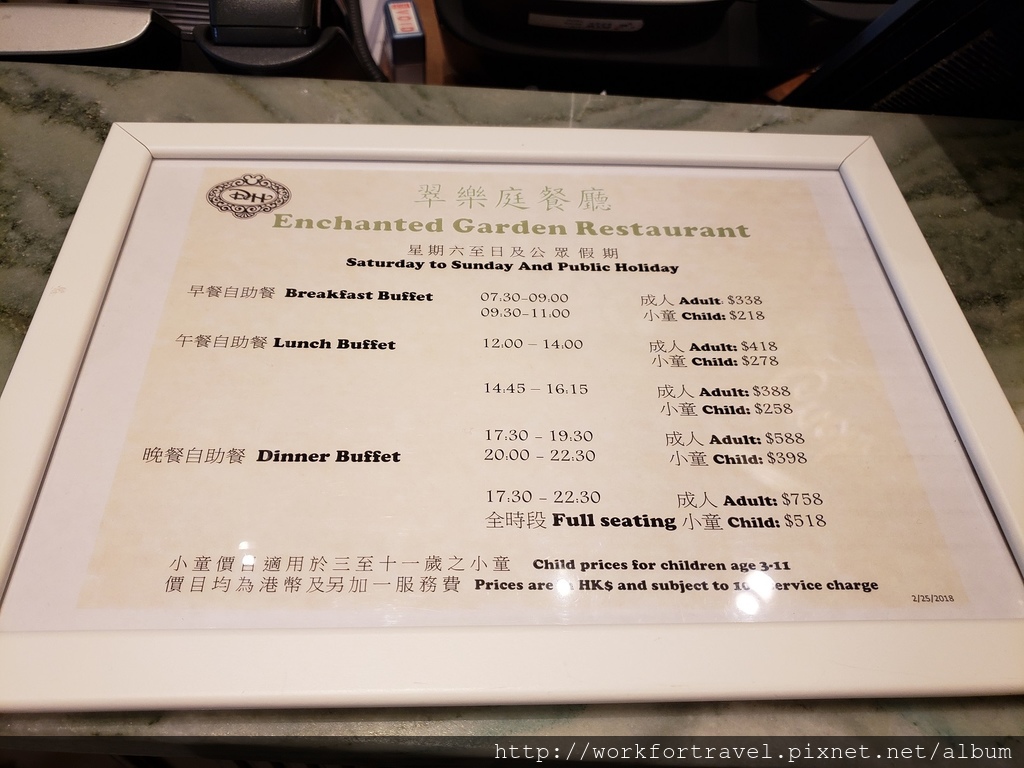 EVOID
DH
翠樂庭餐廳
Enchanted Garden Restaurant
星期六至日及公眾假期
Saturday to Sunday And Public Holiday
早餐自助餐 Breakfast Buffet 07:30-09:00 成人 Adult: $338
09:30-11:00 小童 Child: $218
午餐自助餐 Lunch Buffet 12:00 – 14:00 成人 Adult: $418
小童 Child: $278
14:45 – 16:15 成人 Adult: $388
小童 Child: $258
17:30 – 19:30 成人 Adult: $588
晚餐自助餐 Dinner Buffet 20:00 – 22:30 小童 Child: $398
17:30 – 22:30 成人 Adult: $758
全時段 Full seating 小童 Child: $518
小童價目適用於三至十一歲之小童 Child prices for children age 3-11
價目均為港幣及另加一服務費 Prices are in HK$ and subject to service charge
2/25/2018
http://workfortravel.pixnet.net/album